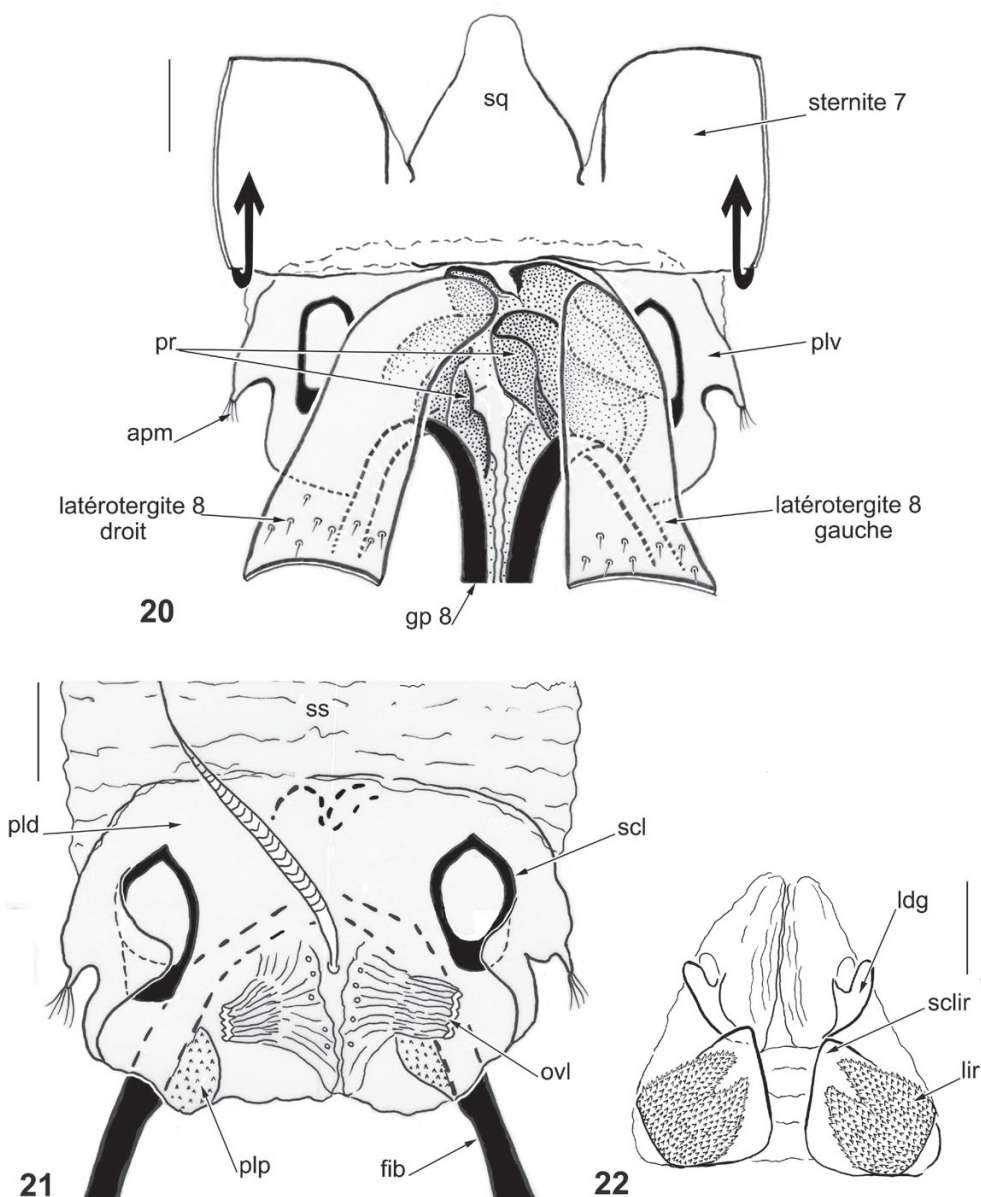 sq
sternite 7
pr
plv
apm
latérotergite 8
droit
latérotergite 8
gauche
gp 8
20
ss
pld
scl
ldg
sclir
lir
ovl
plp
fib
21
22